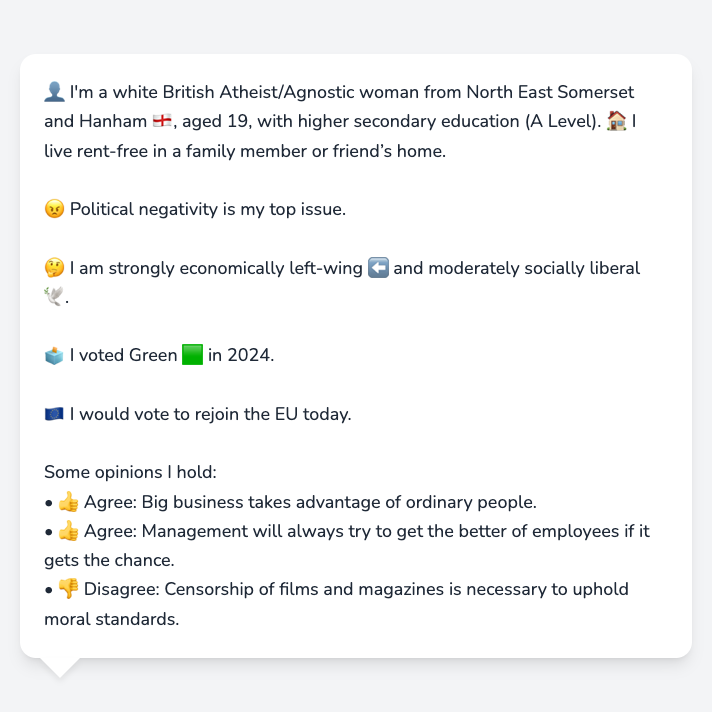 👤 I'm a white British Atheist/Agnostic woman from North East Somerset
and Hanham 🏴󠁧󠁢󠁥󠁮󠁧󠁿, aged 19, with higher secondary education (A Level). 🏠 I
live rent-free in a family member or friend’s home.
😠 Political negativity is my top issue.
🤔 I am strongly economically left-wing ⬅️ and moderately socially liberal
🕊️.
🗳️ I voted Green 🟩 in 2024.
🇪🇺 I would vote to rejoin the EU today.
Some opinions I hold:
• 👍 Agree: Big business takes advantage of ordinary people.
• 👍 Agree: Management will always try to get the better of employees if it
gets the chance.
• 👎 Disagree: Censorship of films and magazines is necessary to uphold
moral standards.